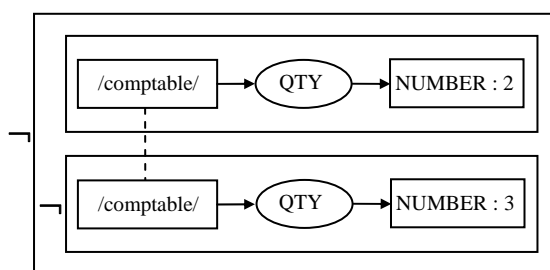 /comptable/ QTY NUMBER : 2
¬
/comptable/ QTY NUMBER : 3
¬